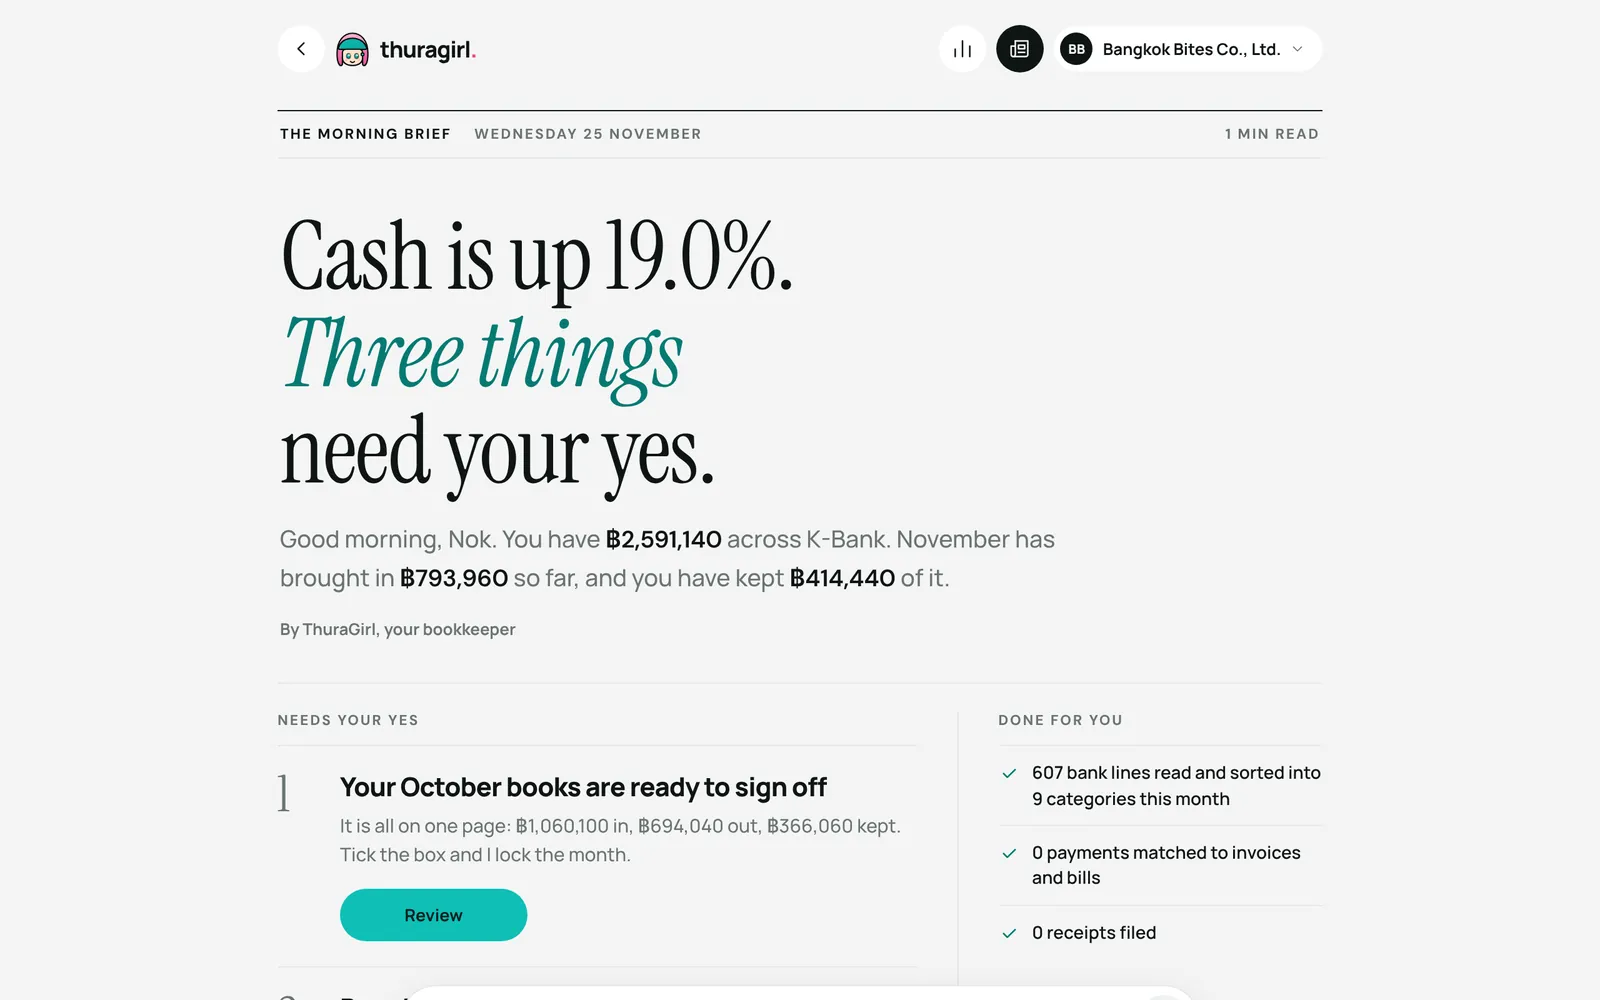 thuragirl.
BB Bangkok Bites Co., Ltd.
THE MORNING BRIEF WEDNESDAY 25 NOVEMBER 1 MIN READ
Cash is up 19.0%.
Three things
need your yes.
Good morning, Nok. You have ฿2,591,140 across K-Bank. November has
brought in ฿793,960 so far, and you have kept ฿414,440 of it.
By ThuraGirl, your bookkeeper
NEEDS YOUR YES
1
Your October books are ready to sign off
It is all on one page: ฿1,060,100 in, ฿694,040 out, ฿366,060 kept.
Tick the box and I lock the month.
Review
DONE FOR YOU
607 bank lines read and sorted into
9 categories this month
0 payments matched to invoices
and bills
0 receipts filed